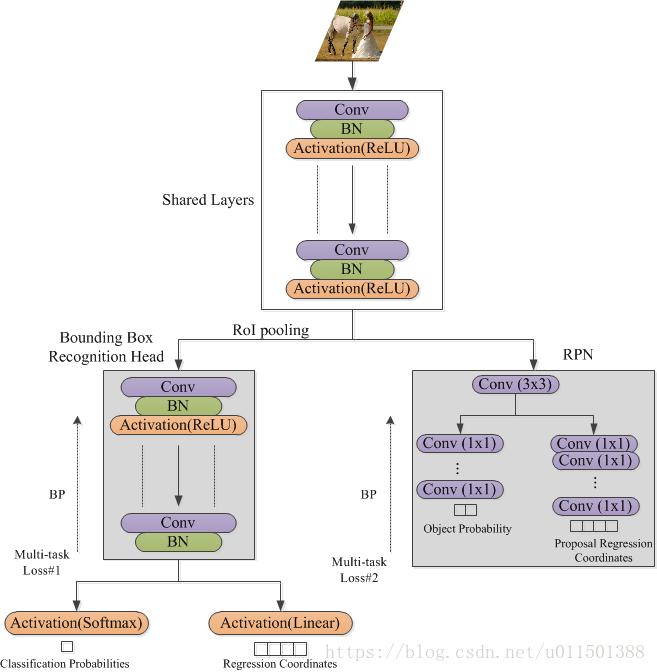 Conv
BN
Activation(ReLU)
Shared Layers
Conv
BN
Activation(ReLU)
RoI pooling
Bounding Box
Recognition Head
Conv
BN
Activation(ReLU)
BP
Conv
BN
Multi-task
Loss#1
Activation(Softmax)
Classification Probabilities
Activation(Linear)
Regression Coordinates
RPN
Conv (3x3)
Conv (1x1)
Conv (1x1)
Object Probability
Conv (1x1)
Conv (1x1)
Conv (1x1)
Proposal Regression
Coordinates
BP
Multi-task
Loss#2
https://blog.csdn.net/u011501388